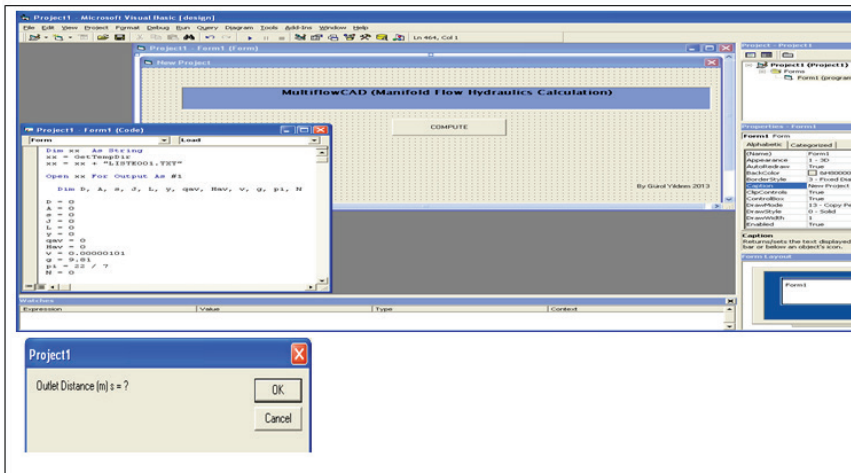 Project1 - Microsoft Visual Basic [design]
File Edit View Project Format Debug Run Query Diagram Tools Add-Ins Window Help
Ln 464, Col 1
Project1 - Form1 (Form)
New Project
MultiflowCAD (Manifold Flow Hydraulics Calculation)
COMPUTE
By Gürol Yıldırım 2013
Project1 - Form1 (Code)
Form
Load
Dim xx As String
xx = GetTempDir
xx = xx + "LISTE001.TXT"
Open xx For Output As #1
Dim D, A, s, J, L, y, qav, Hav, v, g, pi, N
D = 0
A = 0
s = 0
J = 0
L = 0
y = 0
qav = 0
Hav = 0
v = 0.00000101
g = 9.81
pi = 22 / 7
N = 0
Project - Project1
Project1 (Project1)
Forms
Form1 (program
Properties - Form1
Form1 Form
Alphabetic Categorized
(Name) Form1
Appearance 1 - 3D
AutoRedraw True
BackColor &H80000
BorderStyle 3 - Fixed Dia
Caption New Project
ClipControls True
ControlBox True
DrawMode 13 - Copy Pe
DrawStyle 0 - Solid
DrawWidth 1
Enabled True
Caption
Returns/sets the text displayed
bar or below an object's icon.
Form Layout
Form1
Watches
Expression Value Type Context
Project1
Outlet Distance (m) s = ?
OK
Cancel